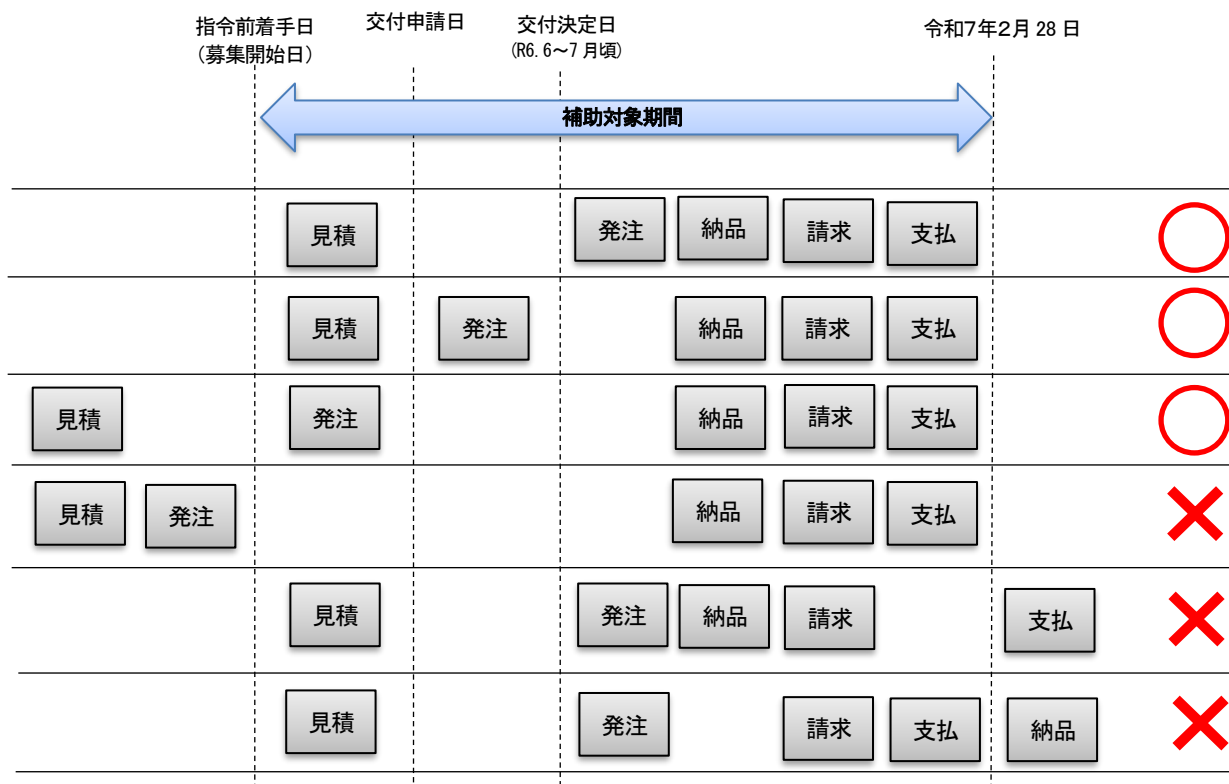 指令前着手日
(募集開始日)
交付申請日
交付決定日
(R6.6～7月頃)
令和7年2月28日
補助対象期間
見積 発注 納品 請求 支払 ○
見積 発注 納品 請求 支払 ○
見積 発注 納品 請求 支払 ○
見積 発注 納品 請求 支払 ×
見積 発注 納品 請求 支払 ×
見積 発注 請求 支払 納品 ×